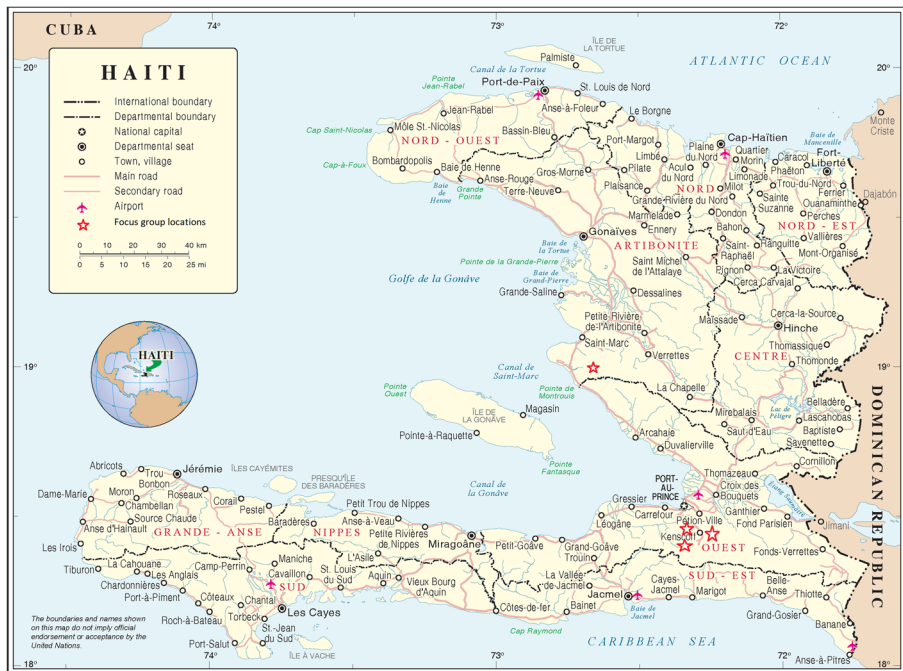 CUBA
HAITI
International boundary
Departmental boundary
National capital
Departmental seat
Town, village
Main road
Secondary road
Airport
Focus group locations
0 10 20 30 40 km
0 5 10 15 20 25 mi
74°
73°
72°
20°
20°
19°
19°
18°
18°
74°
73°
72°
ÎLE DE
LA TORTUE
Palmiste
ATLANTIC OCEAN
Canal de la Tortue
Port-de-Paix
St. Louis de Nord
Pointe
Jean-Rabel
Jean-Rabel
Anse-à-Foleur
Le Borgne
Cap Saint-Nicolas
Môle St.-Nicolas
NORD - OUEST
Bassin-Bleu
Port-Margot
Cap-Haïtien
Baie de
Mancenille
Monte
Criste
Cap-à-Foux
Bombardopolis
Baie de Henne
Anse-Rouge
Baie
de
Henne
Grande
Pointe
Terre-Neuve
Gros-Morne
Limbé
Pilate
Plaisance
Plaine
du Nord
Acul
du Nord
NORD
Milot
Quartier
Morin
Limonade
Caracol
Phaëton
Fort-
Liberté
Trou-du-Nord
Sainte
Suzanne
Ferrier
Ouanaminthe
Dajabón
Perches
NORD - EST
Grande-Rivière du Nord
Marmelade
Dondon
Ennery
Bahon
Vallières
Mont-Organisé
Gonaïves
ARTIBONITE
Baie de
la Tortue
Saint-
Raphaël
Ranguitte
Saint Michel
de l'Attalaye
Pignon
La Victoire
Cerca Carvajal
Pointe de la Grande-Pierre
Baie de
Grand-Pierre
Golfe de la Gonâve
Grande-Saline
Dessalines
Petite-Rivière
de-l'Artibonite
Maïssade
Cerca-la-Source
Hinche
Saint-Marc
Verrettes
Thomassique
CENTRE
Thomonde
HAITI
Canal de
Saint-Marc
Pointe de
Montrouis
La Chapelle
Pointe
Ouest
ÎLE DE
LA GONÂVE
Magasin
Pointe-à-Raquette
Mirebalais
Saut-d'Eau
Lac de
Péligre
Belladère
Lascahobas
Baptiste
Savenette
Arcahaie
Duvalierville
Pointe
Fantasque
Cornillon
Thomazeau
DOMINICAN REPUBLIC
Abricots
Trou
Bonbon
Jérémie
ÎLES CAYÉMITES
PRESQU'ÎLE
DES BARADÈRES
Canal de
la Gonâve
PORT-
AU-
PRINCE
Croix des
Bouquets
Etang Saumâtre
Dame-Marie
Moron
Roseaux
Chambellan
Corail
Pestel
Petit Trou de Nippes
Gressier
Carrefour
Ganthier
Source Chaude
Anse d'Hainault
GRANDE - ANSE
Baradères
NIPPES
Anse-à-Veau
Petite Rivières
de Nippes
Miragoâne
Léogâne
Pétion-Ville
Fond Parisien
Jimani
Kenscoff
OUEST
Les Irois
Petit-Goâve
Grand-Goâve
Trouin
Fonds-Verrettes
Tiburon
La Cahouane
Camp-Perrin
Maniche
Cavaillon
L'Asile
St. Louis
du Sud
SUD
Aquin
Vieux Bourg
d'Aquin
La Vallée
de Jacmel
SUD - EST
Chardonnières
Les Anglais
Port-à-Piment
Côteaux
Chantal
Les Cayes
Roch-à-Bateau
Torbeck
St.-Jean
du Sud
Port-Salut
ÎLE À VACHE
Côtes-de-fer
Bainet
Jacmel
Cayes-
Jacmel
Marigot
Belle-
Anse
Thiotte
Baie de
Jacmel
Grand-Gosier
Banane
Anse-à-Pitres
Cap Raymond
CARIBBEAN SEA
The boundaries and names shown
on this map do not imply official
endorsement or acceptance by the
United Nations.